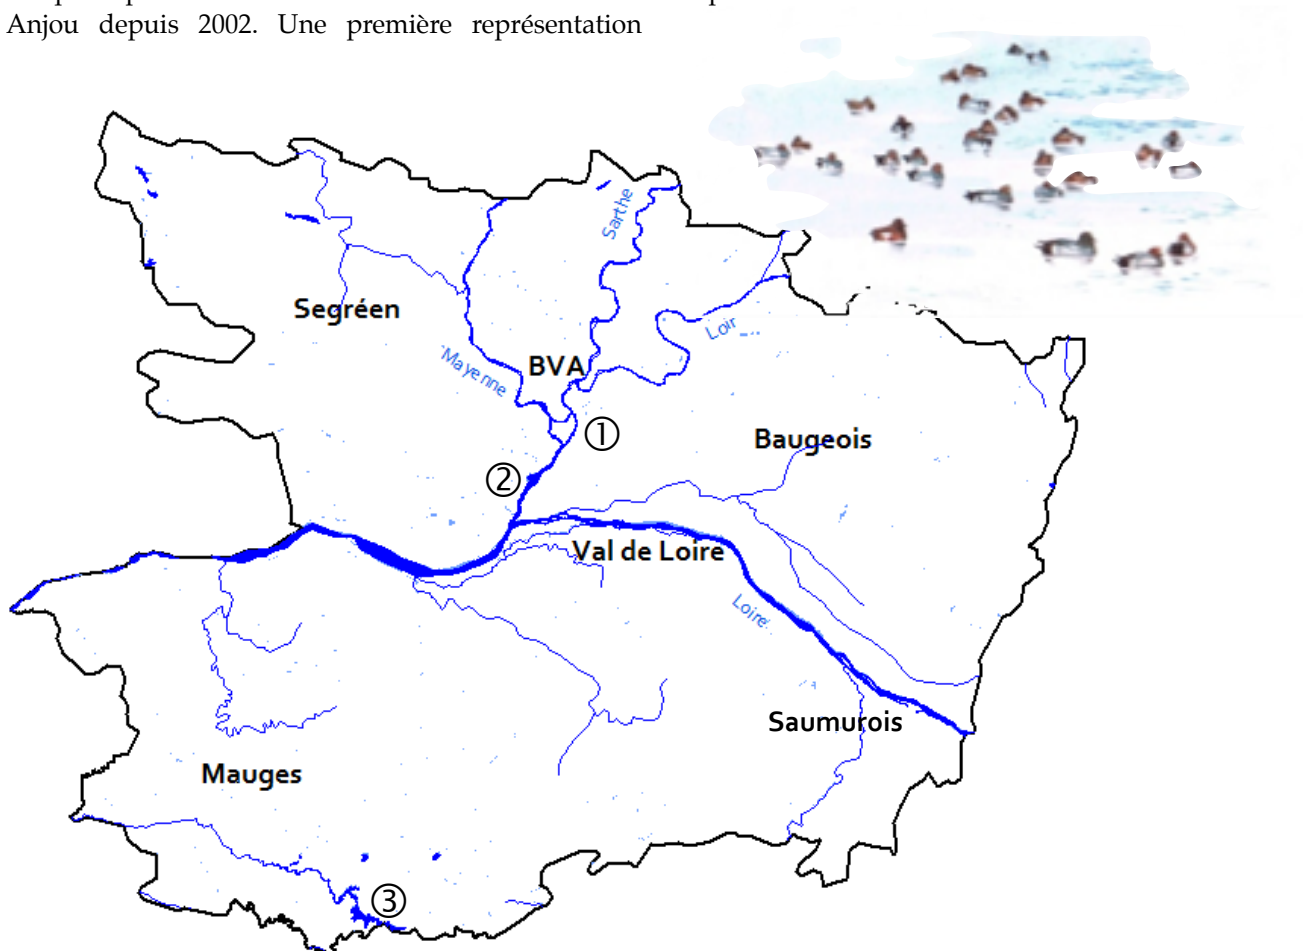 Anjou depuis 2002. Une première représentation
Sarthe
Segréen
Loir
Mayenne
BVA
①
Baugeois
②
Val de Loire
Loire
Saumurois
Mauges
③